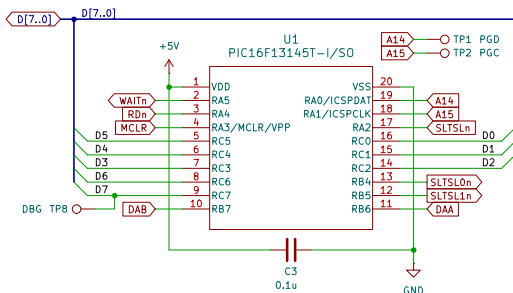 D[7..0]
D[7..0]
+5V
U1
PIC16F13145T-I/SO
A14
TP1 PGD
A15
TP2 PGC
1 VDD
VSS 20
WAITn 2 RA5
RA0/ICSPDAT 19 A14
RDn 3 RA4
RA1/ICSPCLK 18 A15
MCLR 4 RA3/MCLR/VPP
RA2 17 SLTSLn
D5 5 RC5
RC0 16 D0
D4 6 RC4
RC1 15 D1
D3 7 RC3
RC2 14 D2
D6 8 RC6
RB4 13 SLTSL0n
D7 9 RC7
RB5 12 SLTSL1n
DBG TP8
DAB 10 RB7
RB6 11 DAA
C3
0.1u
GND